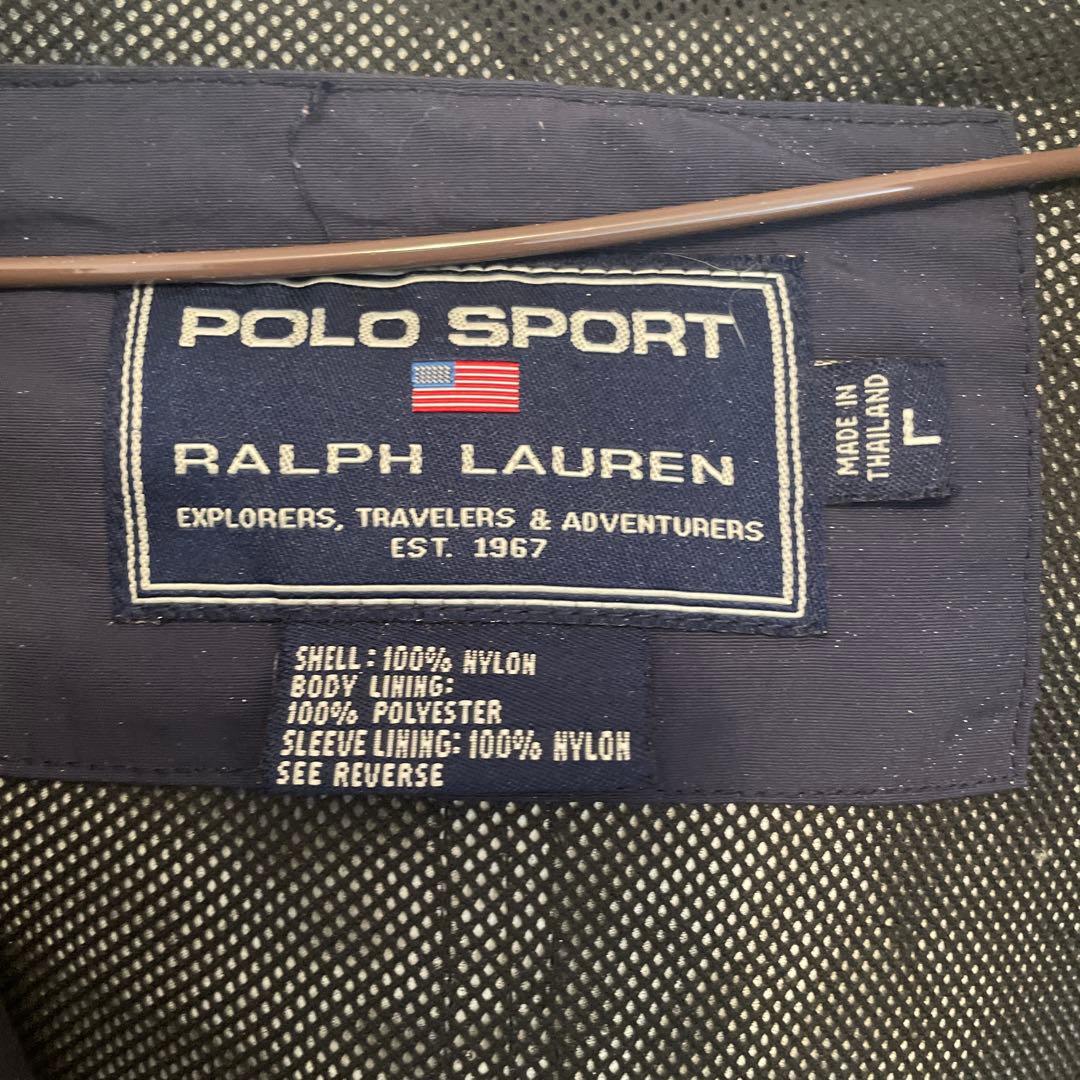 POLO SPORT
RALPH LAUREN
EXPLORERS, TRAVELERS & ADVENTURERS
EST. 1967
MADE IN
THAILAND
L
SHELL: 100% NYLON
BODY LINING:
100% POLYESTER
SLEEVE LINING: 100% NYLON
SEE REVERSE